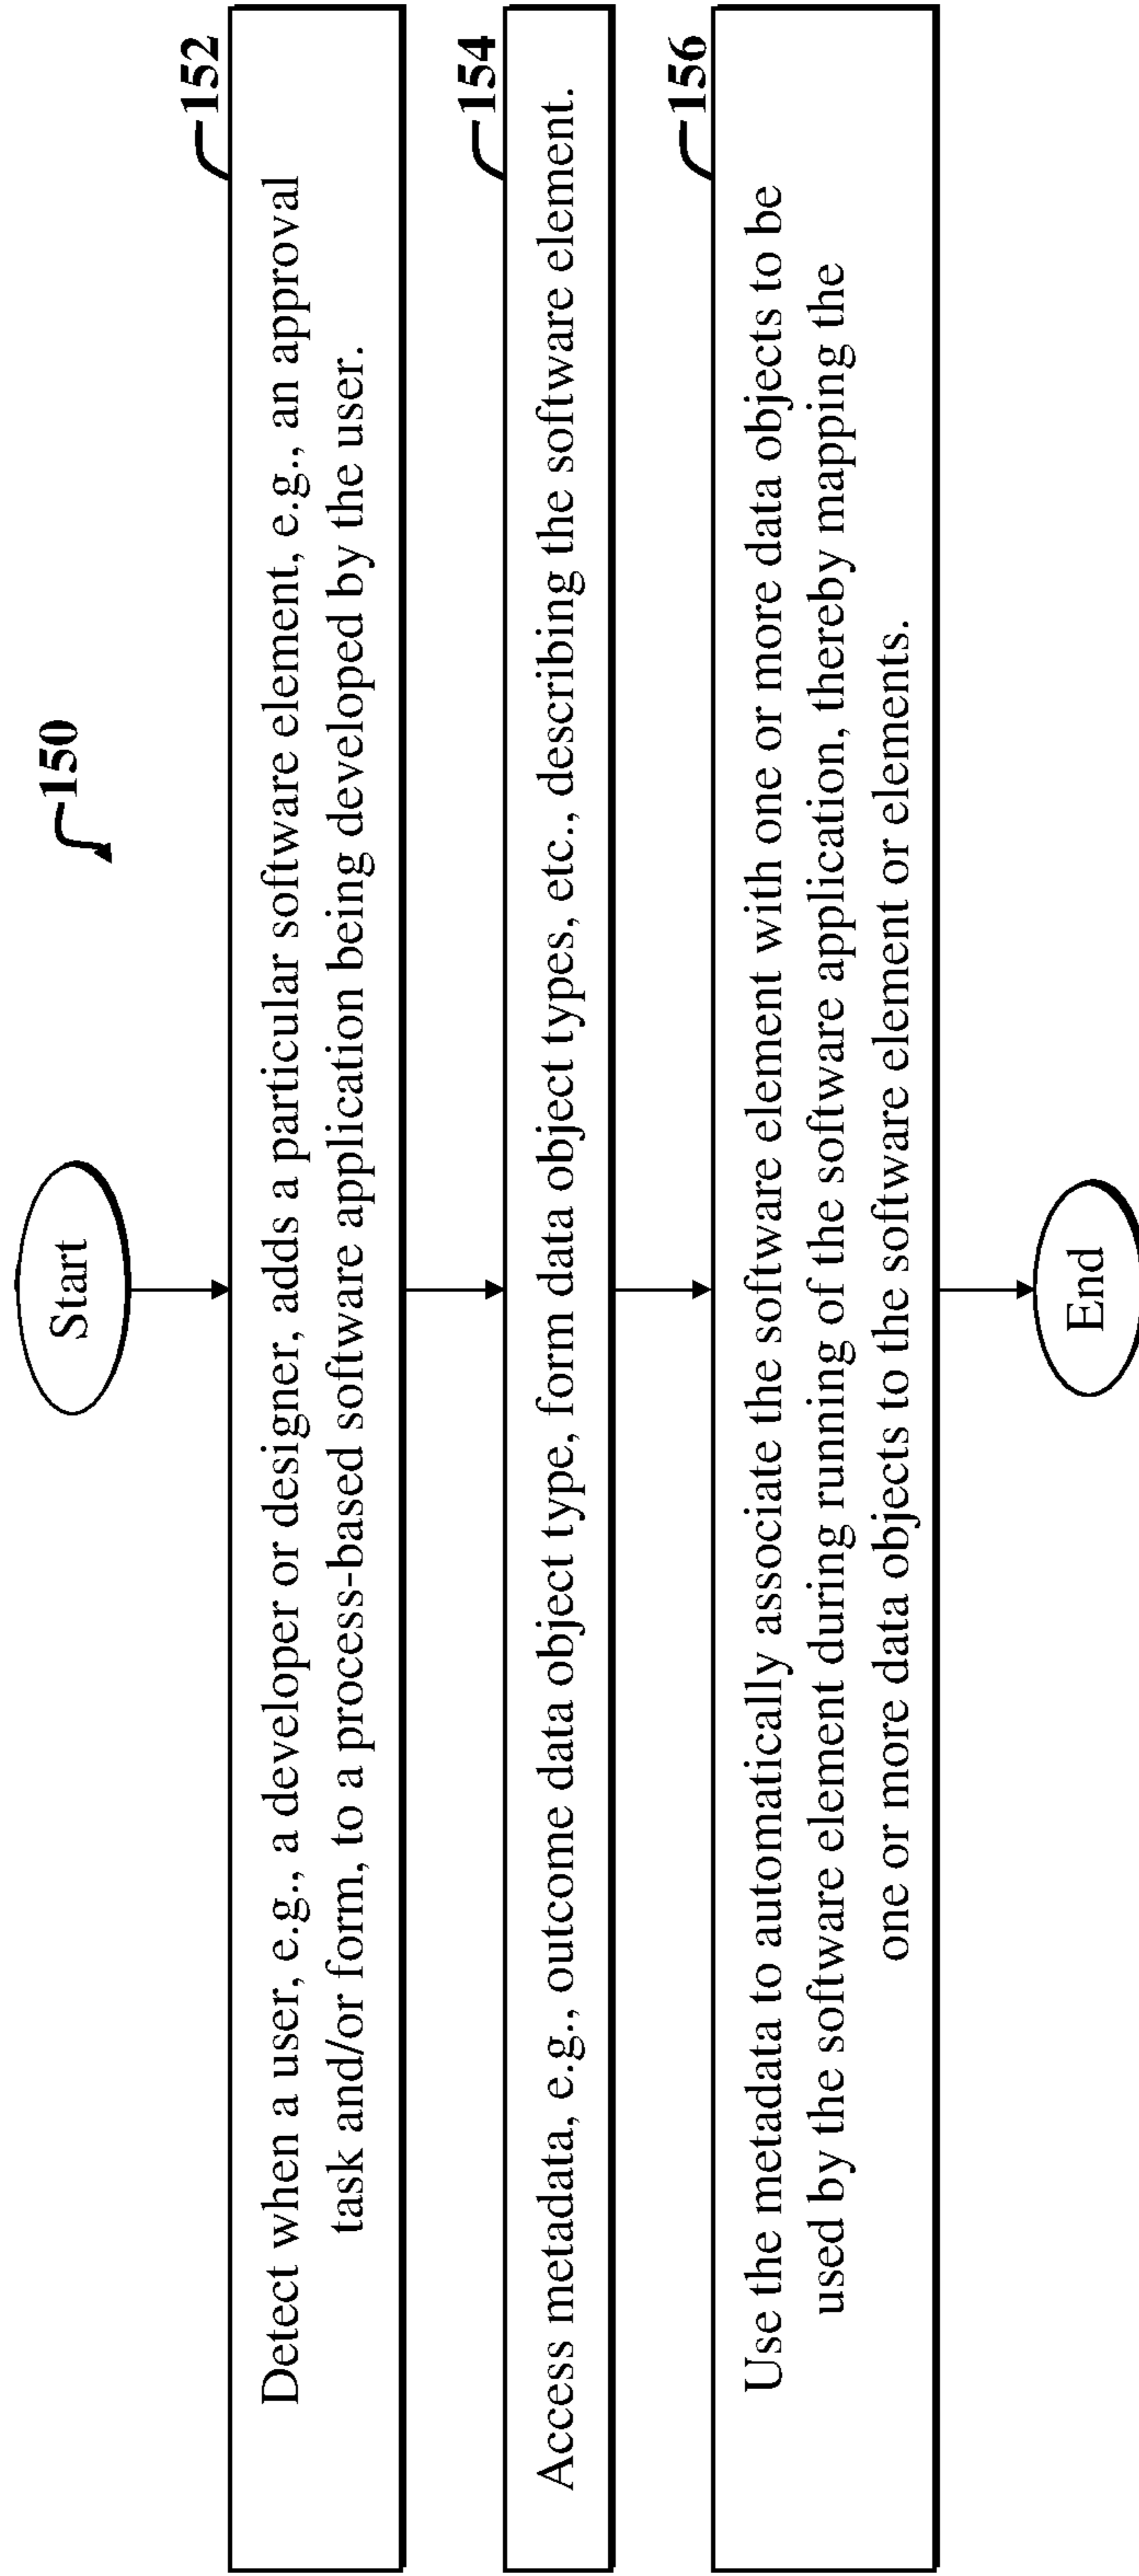 150
Start
152
Detect when a user, e.g., a developer or designer, adds a particular software element, e.g., an approval
task and/or form, to a process-based software application being developed by the user.
154
Access metadata, e.g., outcome data object type, form data object types, etc., describing the software element.
156
Use the metadata to automatically associate the software element with one or more data objects to be
used by the software element during running of the software application, thereby mapping the
one or more data objects to the software element or elements.
End